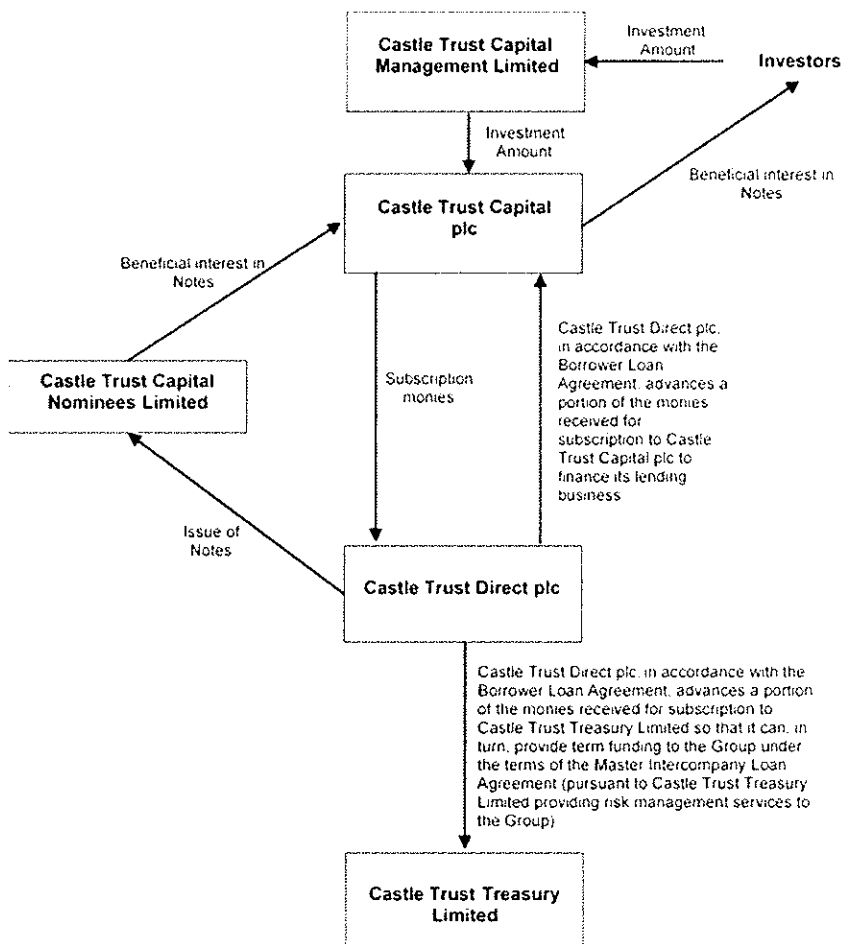 Castle Trust Capital
Management Limited
Investment
Amount
Investors
Investment
Amount
Castle Trust Capital
plc
Beneficial interest in
Notes
Beneficial interest in
Notes
Castle Trust Capital
Nominees Limited
Subscription
monies
Castle Trust Direct plc,
in accordance with the
Borrower Loan
Agreement, advances a
portion of the monies
received for
subscription to Castle
Trust Capital plc to
finance its lending
business
Issue of
Notes
Castle Trust Direct plc
Castle Trust Direct plc, in accordance with the
Borrower Loan Agreement, advances a portion
of the monies received for subscription to
Castle Trust Treasury Limited so that it can, in
turn, provide term funding to the Group under
the terms of the Master Intercompany Loan
Agreement (pursuant to Castle Trust Treasury
Limited providing risk management services to
the Group)
Castle Trust Treasury
Limited